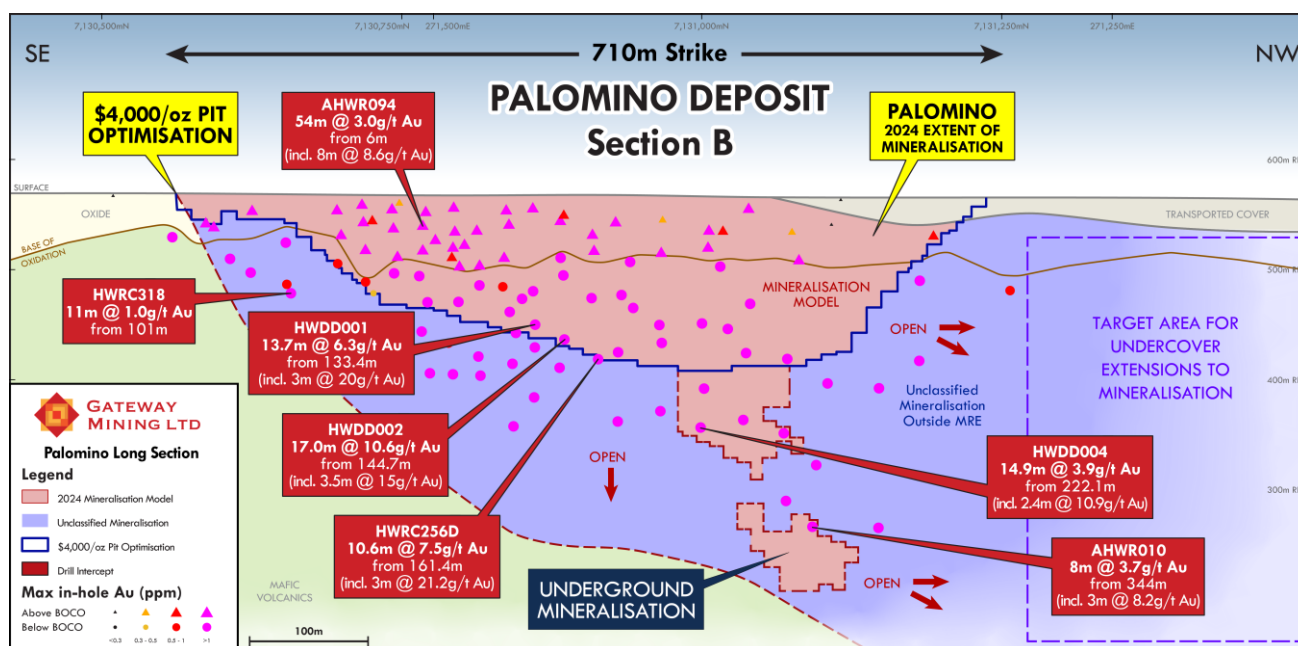 7,130,500mN
7,130,750mN
271,500mE
7,131,000mN
7,131,250mN
271,250mE
SE
710m Strike
NW
PALOMINO DEPOSIT
Section B
$4,000/oz PIT
OPTIMISATION
AHWR094
54m @ 3.0g/t Au
from 6m
(incl. 8m @ 8.6g/t Au)
PALOMINO
2024 EXTENT OF
MINERALISATION
600m R
SURFACE
OXIDE
TRANSPORTED COVER
BASE OF
OXIDATION
500m R
HWRC318
11m @ 1.0g/t Au
from 101m
MINERALISATION
MODEL
HWDD001
13.7m @ 6.3g/t Au
from 133.4m
(incl. 3m @ 20g/t Au)
OPEN
TARGET AREA FOR
UNDERCOVER
EXTENSIONS TO
MINERALISATION
400m R
Unclassified
Mineralisation
Outside MRE
HWDD002
17.0m @ 10.6g/t Au
from 144.7m
(incl. 3.5m @ 15g/t Au)
OPEN
HWDD004
14.9m @ 3.9g/t Au
from 222.1m
(incl. 2.4m @ 10.9g/t Au)
300m R
HWRC256D
10.6m @ 7.5g/t Au
from 161.4m
(incl. 3m @ 21.2g/t Au)
AHWR010
8m @ 3.7g/t Au
from 344m
(incl. 3m @ 8.2g/t Au)
UNDERGROUND
MINERALISATION
OPEN
MAFIC
VOLCANICS
100m
GATEWAY
MINING LTD
Palomino Long Section
Legend
2024 Mineralisation Model
Unclassified Mineralisation
$4,000/oz Pit Optimisation
Drill Intercept
Max in-hole Au (ppm)
Above BOCO
Below BOCO
<0.3 0.3 - 0.5 0.5 - 1 >1